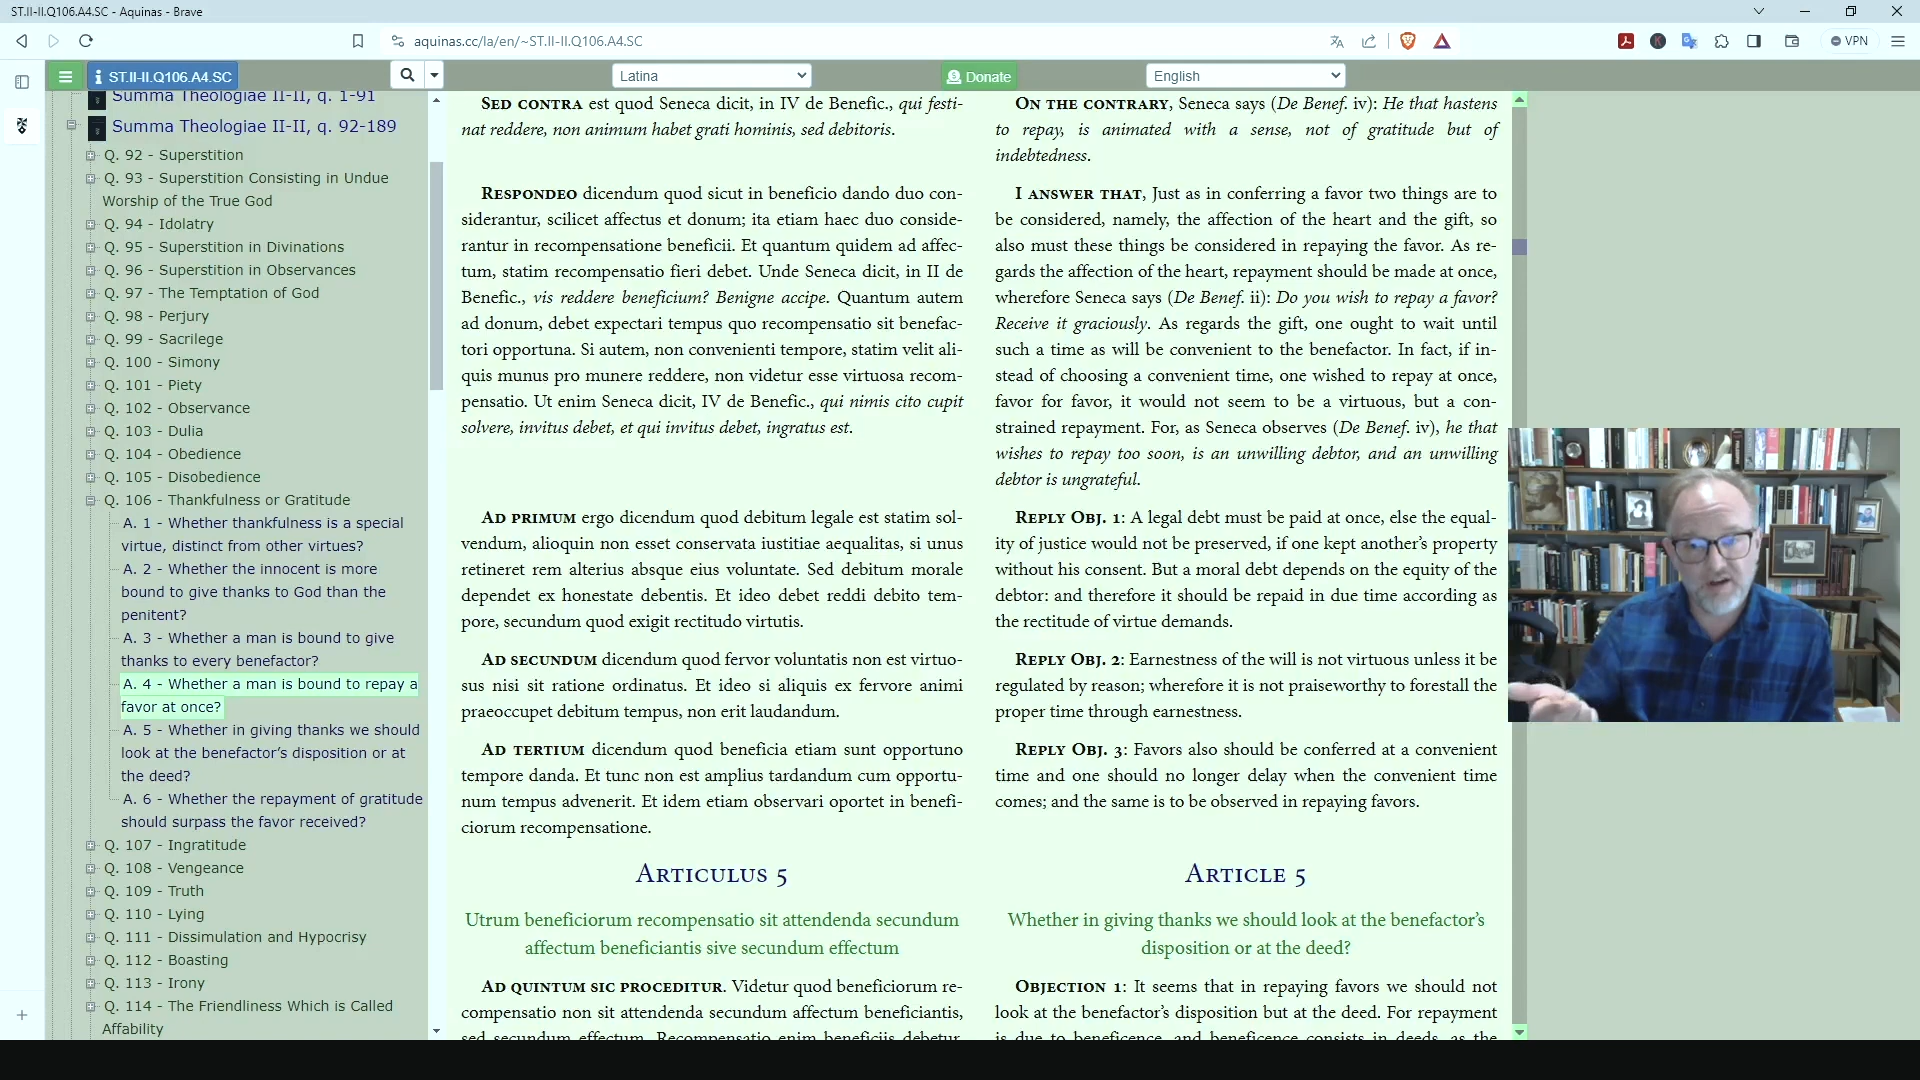 ST.II-II.Q106.A4.SC - Aquinas - Brave
aquinas.cc/la/en/~ST.II-II.Q106.A4.SC
VPN
ST.II-II.Q106.A4.SC
Latina
Donate
English
Summa Theologiae II-II, q. 1-91
Summa Theologiae II-II, q. 92-189
Q. 92 - Superstition
Q. 93 - Superstition Consisting in Undue
Worship of the True God
Q. 94 - Idolatry
Q. 95 - Superstition in Divinations
Q. 96 - Superstition in Observances
Q. 97 - The Temptation of God
Q. 98 - Perjury
Q. 99 - Sacrilege
Q. 100 - Simony
Q. 101 - Piety
Q. 102 - Observance
Q. 103 - Dulia
Q. 104 - Obedience
Q. 105 - Disobedience
Q. 106 - Thankfulness or Gratitude
A. 1 - Whether thankfulness is a special
virtue, distinct from other virtues?
A. 2 - Whether the innocent is more
bound to give thanks to God than the
penitent?
A. 3 - Whether a man is bound to give
thanks to every benefactor?
A. 4 - Whether a man is bound to repay a
favor at once?
A. 5 - Whether in giving thanks we should
look at the benefactor's disposition or at
the deed?
A. 6 - Whether the repayment of gratitude
should surpass the favor received?
Q. 107 - Ingratitude
Q. 108 - Vengeance
Q. 109 - Truth
Q. 110 - Lying
Q. 111 - Dissimulation and Hypocrisy
Q. 112 - Boasting
Q. 113 - Irony
Q. 114 - The Friendliness Which is Called
Affability
SED CONTRA est quod Seneca dicit, in IV de Benefic., qui festi-
nat reddere, non animum habet grati hominis, sed debitoris.
RESPONDEO dicendum quod sicut in beneficio dando duo con-
siderantur, scilicet affectus et donum; ita etiam haec duo conside-
rantur in recompensatione beneficii. Et quantum quidem ad affec-
tum, statim recompensatio fieri debet. Unde Seneca dicit, in II de
Benefic., vis reddere beneficium? Benigne accipe. Quantum autem
ad donum, debet expectari tempus quo recompensatio sit benefac-
tori opportuna. Si autem, non convenienti tempore, statim velit ali-
quis munus pro munere reddere, non videtur esse virtuosa recom-
pensatio. Ut enim Seneca dicit, IV de Benefic., qui nimis cito cupit
solvere, invitus debet, et qui invitus debet, ingratus est.
AD PRIMUM ergo dicendum quod debitum legale est statim sol-
vendum, alioquin non esset conservata iustitiae aequalitas, si unus
retineret rem alterius absque eius voluntate. Sed debitum morale
dependet ex honestate debentis. Et ideo debet reddi debito tem-
pore, secundum quod exigit rectitudo virtutis.
AD SECUNDUM dicendum quod fervor voluntatis non est virtuo-
sus nisi sit ratione ordinatus. Et ideo si aliquis ex fervore animi
praeoccupet debitum tempus, non erit laudandum.
AD TERTIUM dicendum quod beneficia etiam sunt opportuno
tempore danda. Et tunc non est amplius tardandum cum opportu-
num tempus advenerit. Et idem etiam observari oportet in benefi-
ciorum recompensatione.
ARTICULUS 5
Utrum beneficiorum recompensatio sit attendenda secundum
affectum beneficiantis sive secundum effectum
AD QUINTUM SIC PROCEDITUR. Videtur quod beneficiorum re-
compensatio non sit attendenda secundum affectum beneficiantis,
sed secundum effectum. Recompensatio enim beneficiis debetur.
ON THE CONTRARY, Seneca says (De Benef. iv): He that hastens
to repay, is animated with a sense, not of gratitude but of
indebtedness.
I ANSWER THAT, Just as in conferring a favor two things are to
be considered, namely, the affection of the heart and the gift, so
also must these things be considered in repaying the favor. As re-
gards the affection of the heart, repayment should be made at once,
wherefore Seneca says (De Benef. ii): Do you wish to repay a favor?
Receive it graciously. As regards the gift, one ought to wait until
such a time as will be convenient to the benefactor. In fact, if in-
stead of choosing a convenient time, one wished to repay at once,
favor for favor, it would not seem to be a virtuous, but a con-
strained repayment. For, as Seneca observes (De Benef. iv), he that
wishes to repay too soon, is an unwilling debtor, and an unwilling
debtor is ungrateful.
REPLY OBJ. 1: A legal debt must be paid at once, else the equal-
ity of justice would not be preserved, if one kept another's property
without his consent. But a moral debt depends on the equity of the
debtor: and therefore it should be repaid in due time according as
the rectitude of virtue demands.
REPLY OBJ. 2: Earnestness of the will is not virtuous unless it be
regulated by reason; wherefore it is not praiseworthy to forestall the
proper time through earnestness.
REPLY OBJ. 3: Favors also should be conferred at a convenient
time and one should no longer delay when the convenient time
comes; and the same is to be observed in repaying favors.
ARTICLE 5
Whether in giving thanks we should look at the benefactor's
disposition or at the deed?
OBJECTION 1: It seems that in repaying favors we should not
look at the benefactor's disposition but at the deed. For repayment
is due to beneficence, and beneficence consists in deeds, as the